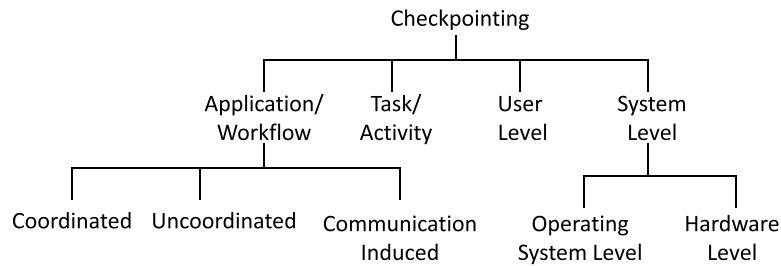 Checkpointing
Application/
Workflow
Task/
Activity
User
Level
System
Level
Coordinated
Uncoordinated
Communication
Induced
Operating
System Level
Hardware
Level